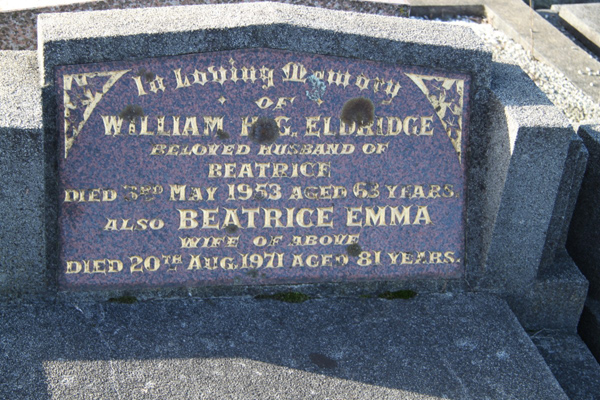 In Loving Memory
OF
WILLIAM H. G. ELDRIDGE
BELOVED HUSBAND OF
BEATRICE
DIED 3RD MAY 1953 AGED 63 YEARS.
ALSO BEATRICE EMMA
WIFE OF ABOVE
DIED 20TH AUG. 1971 AGED 81 YEARS.